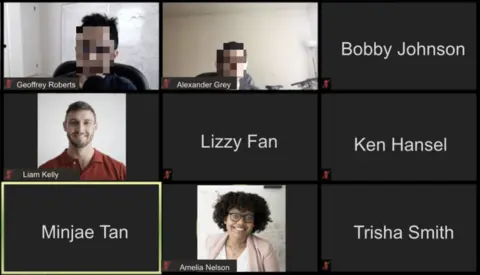 Geoffrey Roberts
Alexander Grey
Bobby Johnson
Liam Kelly
Lizzy Fan
Ken Hansel
Minjae Tan
Amelia Nelson
Trisha Smith